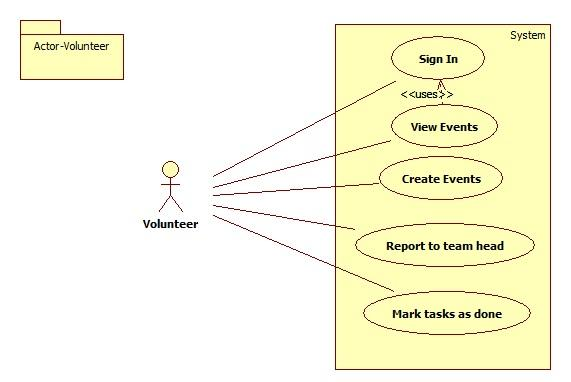 Actor-Volunteer
System
Sign In
<<uses>>
View Events
Create Events
Volunteer
Report to team head
Mark tasks as done